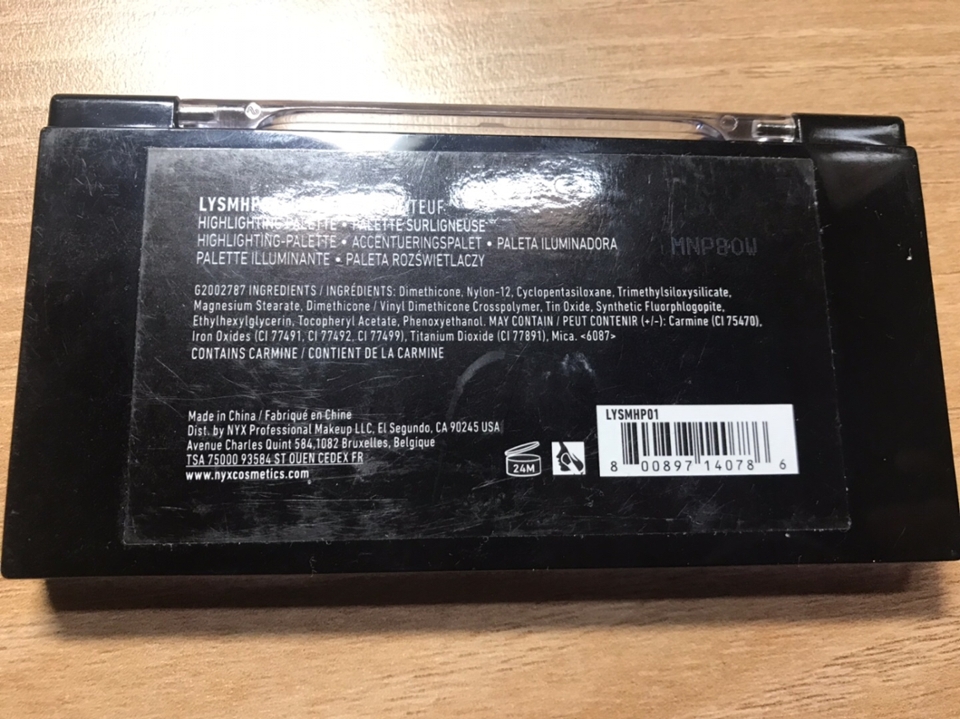 LYSMHP
HIGHLIGHTING PALETTE • PALETTE SURLIGNEUSE
HIGHLIGHTING-PALETTE • ACCENTUERINGSPALET • PALETA ILUMINADORA
PALETTE ILLUMINANTE • PALETA ROZŚWIETLACZY
MNP80W
G2002787 INGREDIENTS / INGRÉDIENTS: Dimethicone, Nylon-12, Cyclopentasiloxane, Trimethylsiloxysilicate,
Magnesium Stearate, Dimethicone / Vinyl Dimethicone Crosspolymer, Tin Oxide, Synthetic Fluorphlogopite,
Ethylhexylglycerin, Tocopheryl Acetate, Phenoxyethanol. MAY CONTAIN / PEUT CONTENIR (+/-): Carmine (CI 75470),
Iron Oxides (CI 77491, CI 77492, CI 77499), Titanium Dioxide (CI 77891), Mica. <6087>
CONTAINS CARMINE / CONTIENT DE LA CARMINE
Made in China / Fabriqué en Chine
Dist. by NYX Professional Makeup LLC, El Segundo, CA 90245 USA
Avenue Charles Quint 584,1082 Bruxelles, Belgique
TSA 75000 93584 ST OUEN CEDEX FR
www.nyxcosmetics.com
24M
LYSMHP01
8 00897 14078 6